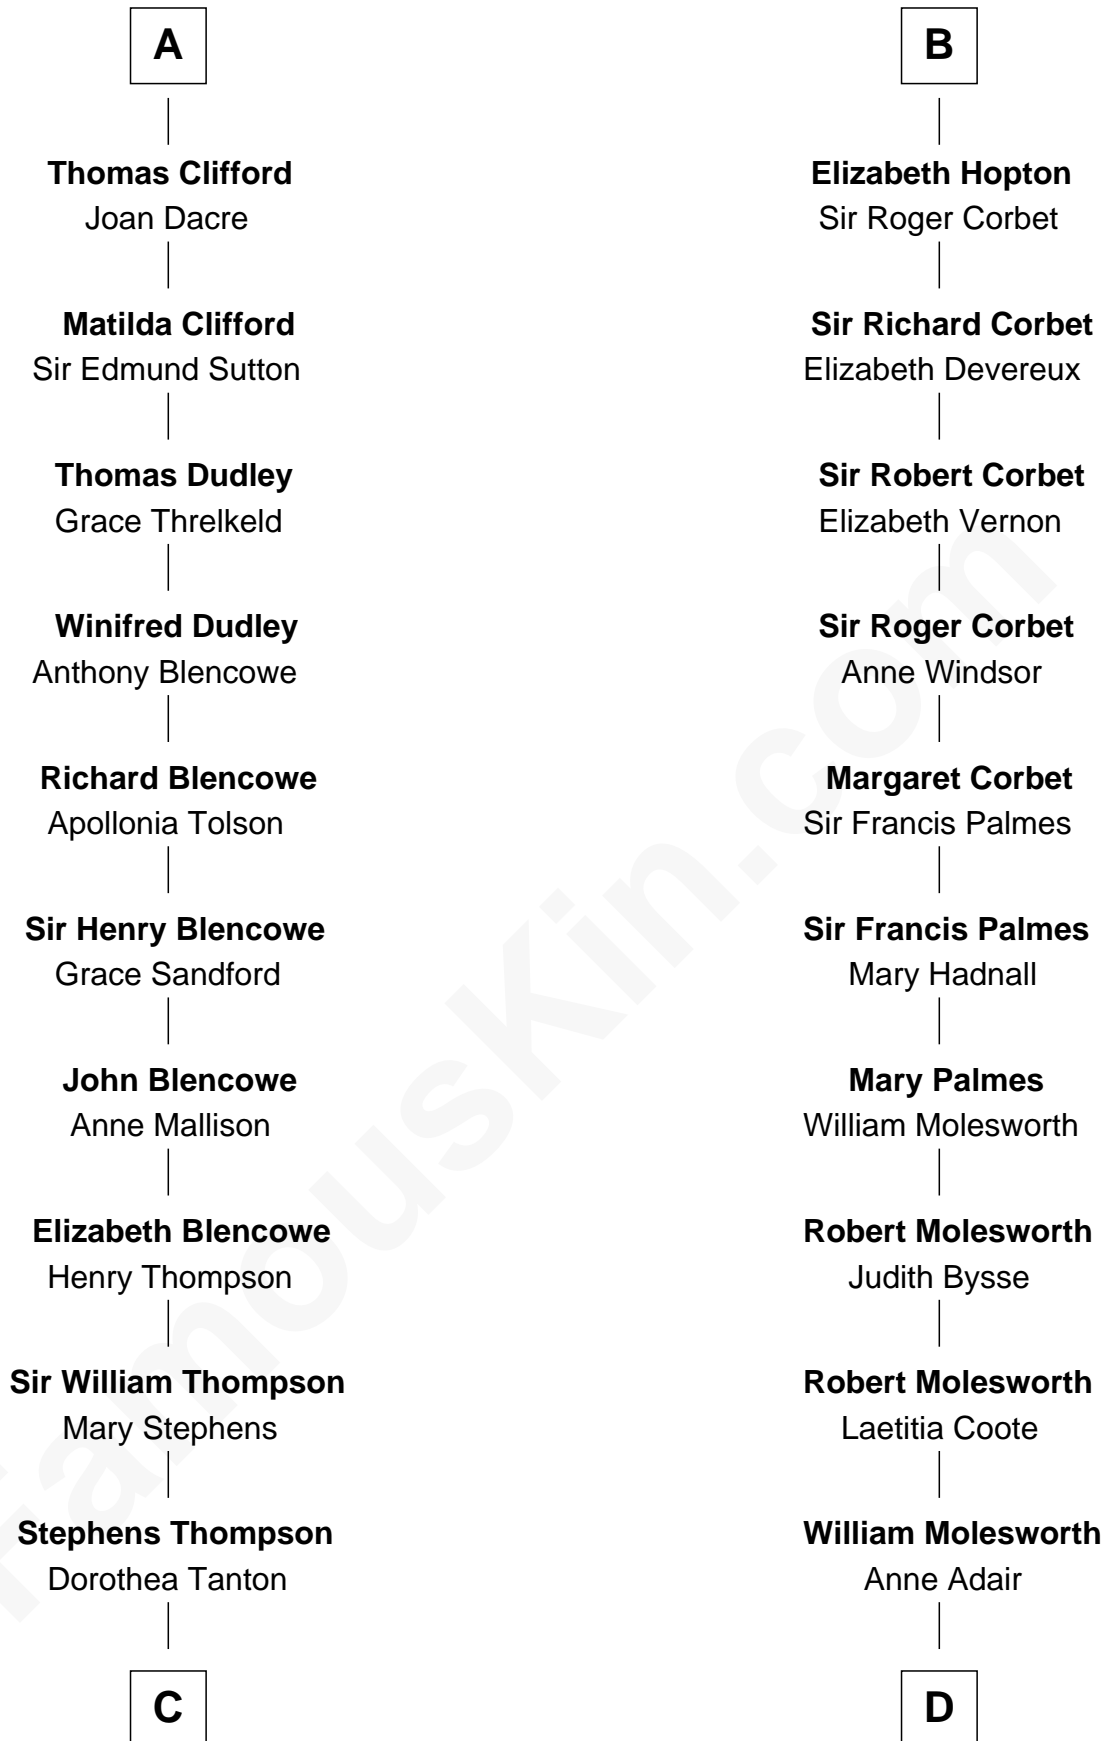 A
Thomas Clifford
Joan Dacre
Matilda Clifford
Sir Edmund Sutton
Thomas Dudley
Grace Threlkeld
Winifred Dudley
Anthony Blencowe
Richard Blencowe
Apollonia Tolson
Sir Henry Blencowe
Grace Sandford
John Blencowe
Anne Mallison
Elizabeth Blencowe
Henry Thompson
Sir William Thompson
Mary Stephens
Stephens Thompson
Dorothea Tanton
C
B
Elizabeth Hopton
Sir Roger Corbet
Sir Richard Corbet
Elizabeth Devereux
Sir Robert Corbet
Elizabeth Vernon
Sir Roger Corbet
Anne Windsor
Margaret Corbet
Sir Francis Palmes
Sir Francis Palmes
Mary Hadnall
Mary Palmes
William Molesworth
Robert Molesworth
Judith Bysse
Robert Molesworth
Laetitia Coote
William Molesworth
Anne Adair
D
FamousKin.com